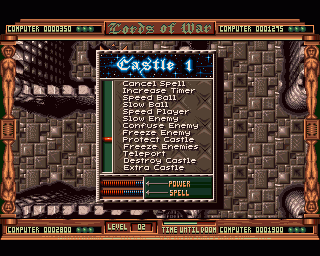 COMPUTER 0000350 Lords of War COMPUTER 0001275
Castle 1
Cancel Spell
Increase Timer
Speed Ball
Slow Ball
Speed Player
Slow Enemy
Confuse Enemy
Freeze Enemy
Protect Castle
Freeze Enemies
Teleport
Destroy Castle
Extra Castle
POWER
SPELL
COMPUTER 0002800 LEVEL 02 TIME UNTIL DOOM COMPUTER 0001900